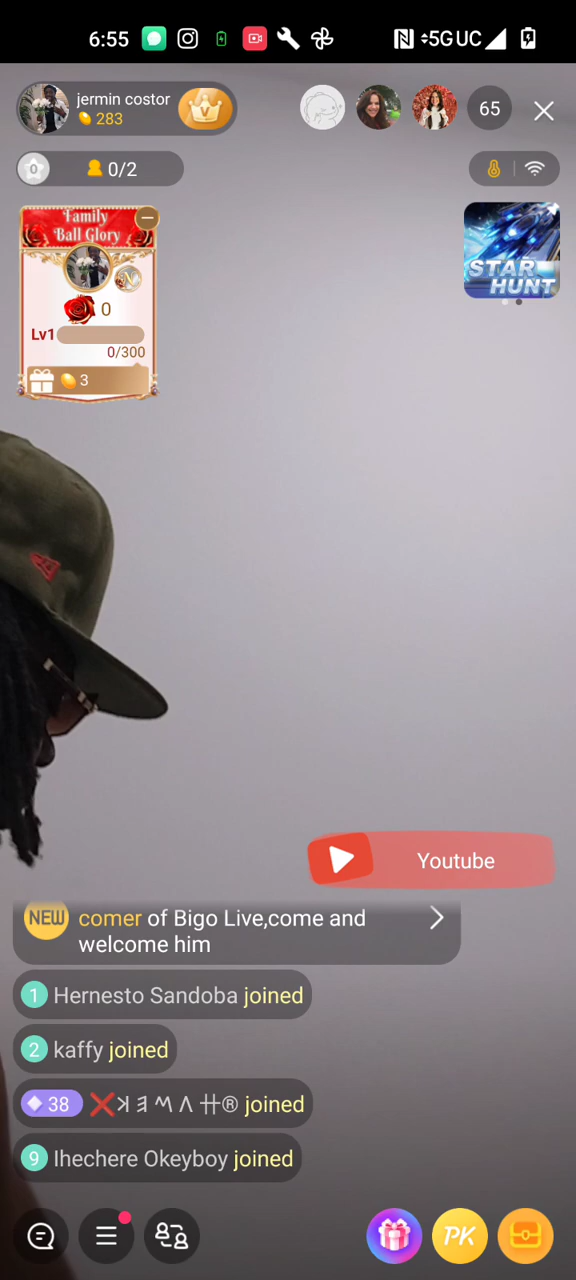 6:55
5G UC
jermin costor
283
65
0
0/2
Family
Ball Glory
0
Lv1
0/300
3
STAR
HUNT
Youtube
NEW comer of Bigo Live,come and
welcome him
1 Hernesto Sandoba joined
2 kaffy joined
38 joined
9 Ihechere Okeyboy joined
PK